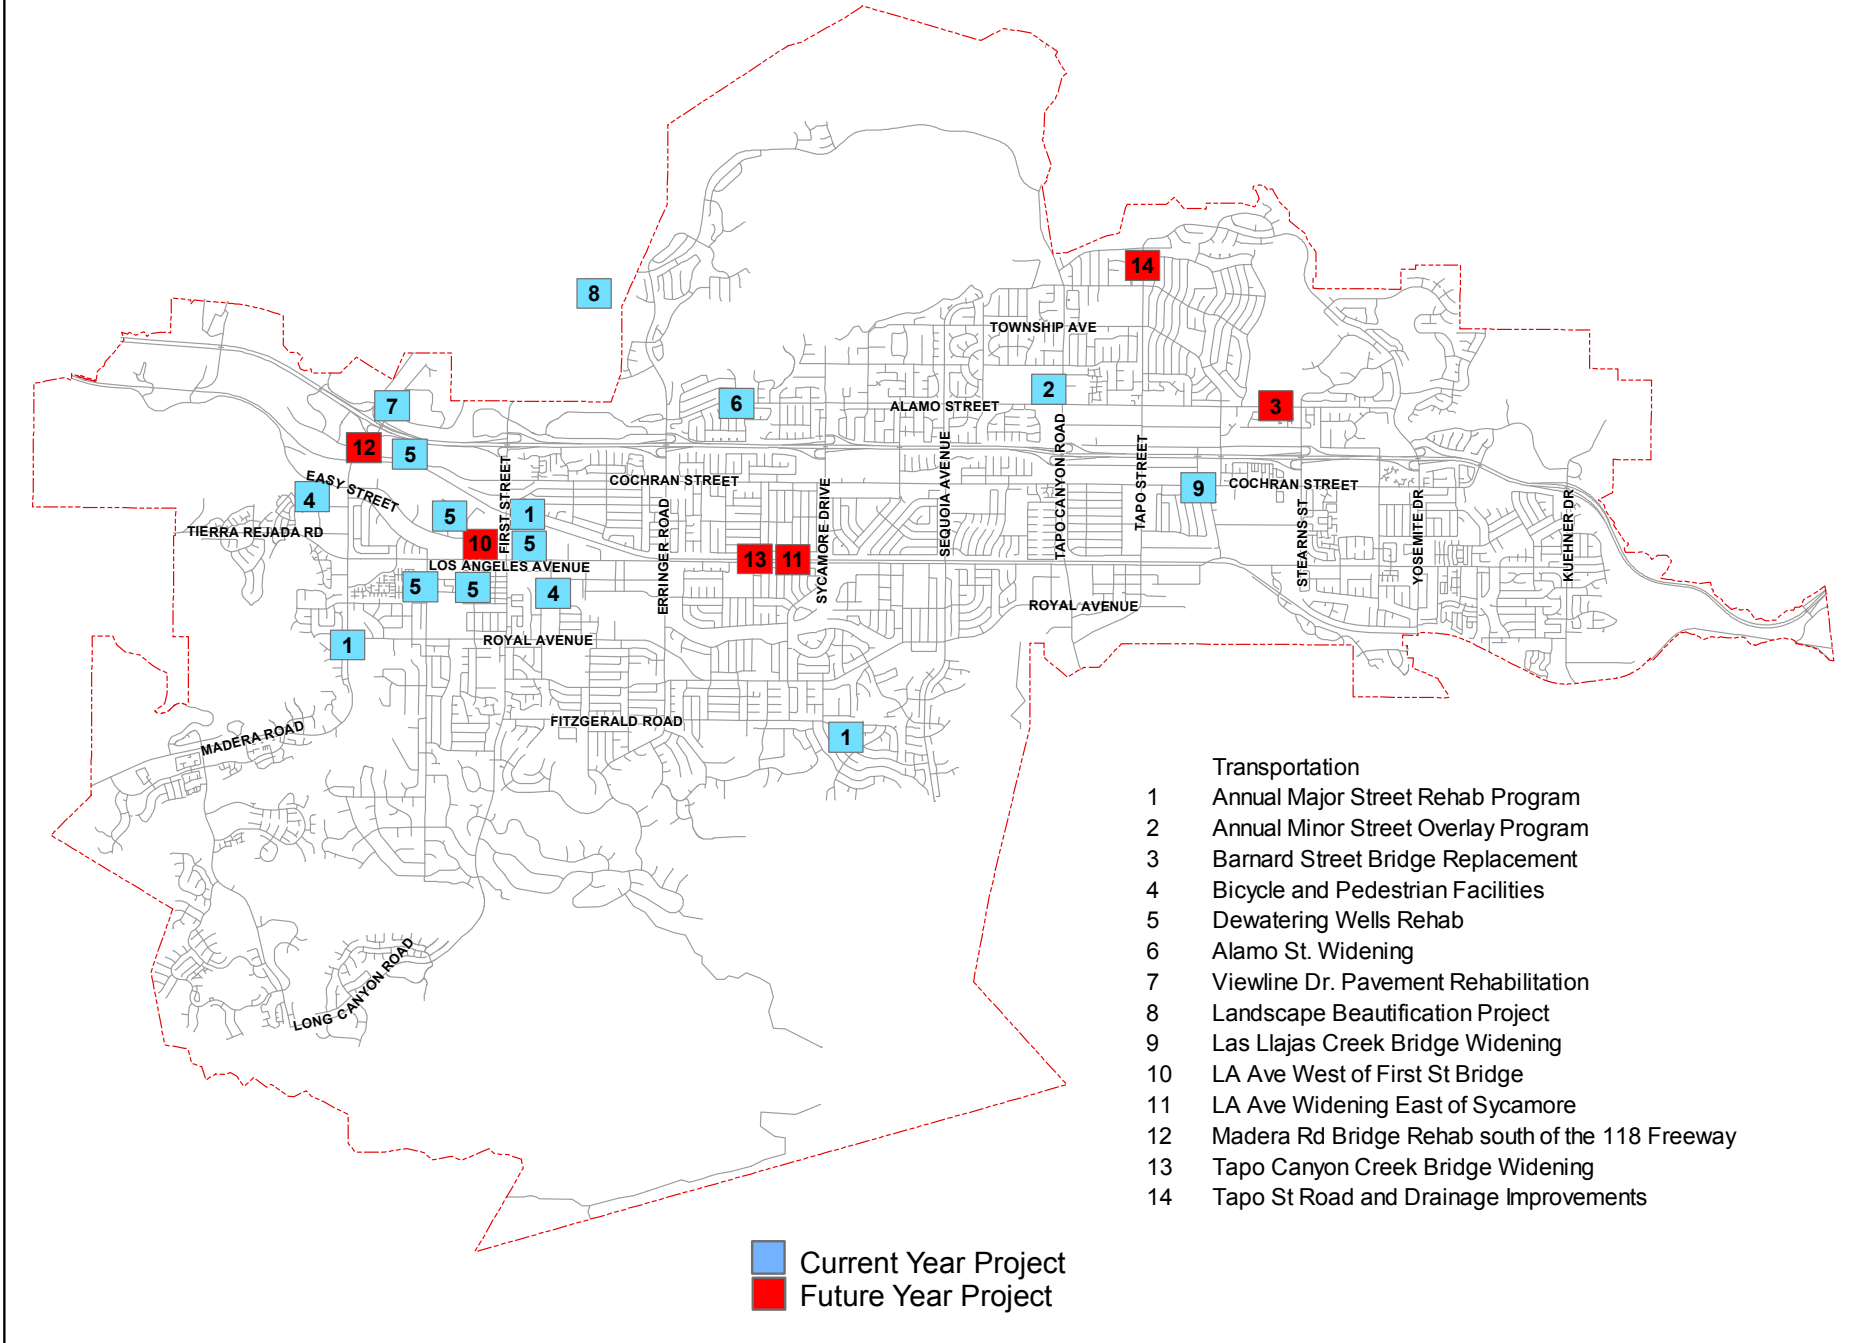 14
8
TOWNSHIP AVE
7
6
2
3
ALAMO STREET
12
5
EASY STREET
4
FIRST STREET
COCHRAN STREET
SEQUOIA AVENUE
TAPO CANYON ROAD
TAPO STREET
9
COCHRAN STREET
5
1
TIERRA REJADA RD
10
5
ERRINGER ROAD
SYCAMORE DRIVE
STEARNS ST
YOSEMITE DR
KUEHNER DR
13
11
LOS ANGELES AVENUE
5
5
4
ROYAL AVENUE
1
ROYAL AVENUE
FITZGERALD ROAD
MADERA ROAD
1
LONG CANYON ROAD
Transportation
1 Annual Major Street Rehab Program
2 Annual Minor Street Overlay Program
3 Barnard Street Bridge Replacement
4 Bicycle and Pedestrian Facilities
5 Dewatering Wells Rehab
6 Alamo St. Widening
7 Viewline Dr. Pavement Rehabilitation
8 Landscape Beautification Project
9 Las Llajas Creek Bridge Widening
10 LA Ave West of First St Bridge
11 LA Ave Widening East of Sycamore
12 Madera Rd Bridge Rehab south of the 118 Freeway
13 Tapo Canyon Creek Bridge Widening
14 Tapo St Road and Drainage Improvements
Current Year Project
Future Year Project